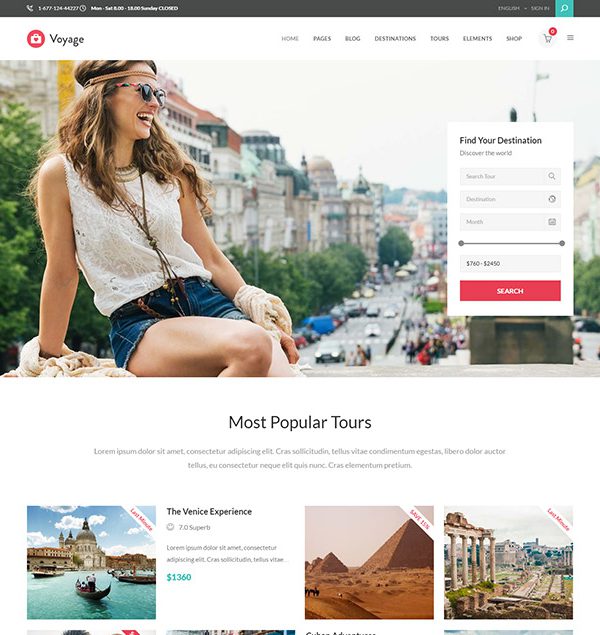 1-677-124-44227 Mon - Sat 8.00 - 18.00 Sunday CLOSED
ENGLISH SIGN IN
Voyage
HOME PAGES BLOG DESTINATIONS TOURS ELEMENTS SHOP 0
Find Your Destination
Discover the world
Search Tour
Destination
Month
$760 - $2450
SEARCH
Most Popular Tours
Lorem ipsum dolor sit amet, consectetur adipiscing elit. Cras sollicitudin, tellus vitae condimentum egestas, libero dolor auctor
tellus, eu consectetur neque elit quis nunc. Cras elementum pretium.
Last Minute
The Venice Experience
7.0 Superb
Lorem ipsum dolor sit amet, consectetur
adipiscing elit. Cras sollicitudin, tellus vitae...
$1360
SAVE 15%
Last Minute